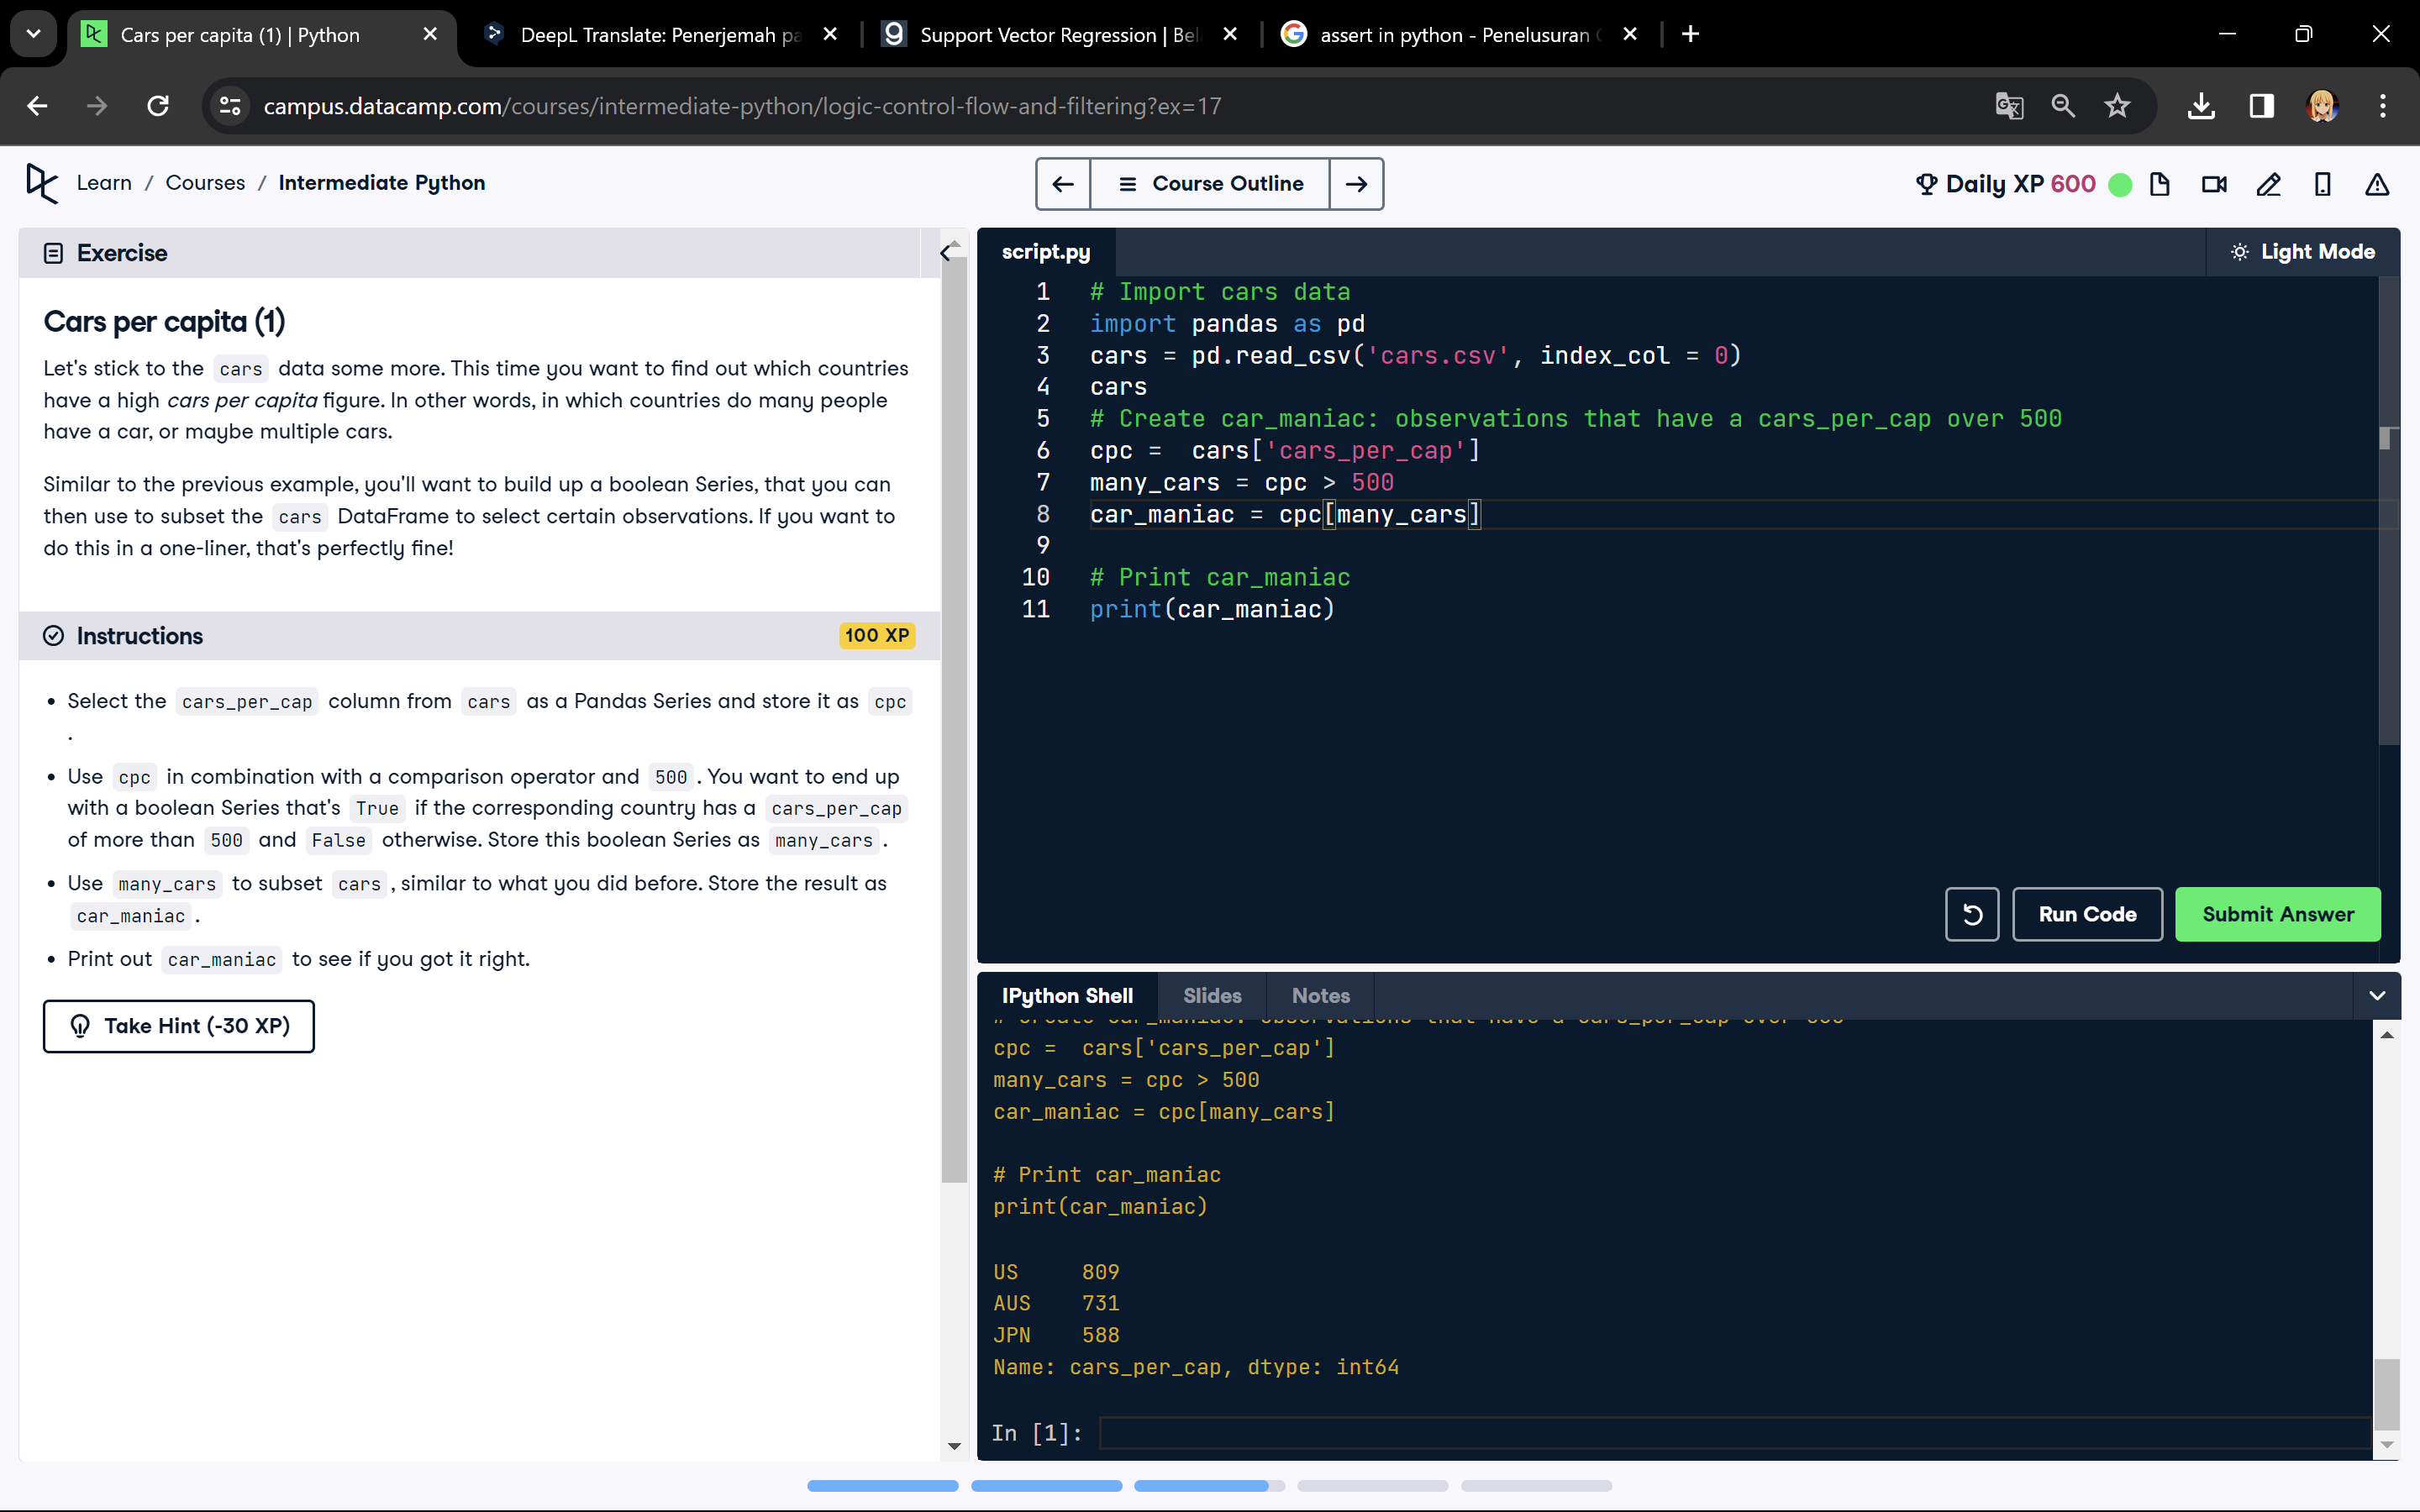 Cars per capita (1) | Python
DeepL Translate: Penerjemah pa
Support Vector Regression | Bel
assert in python - Penelusuran
campus.datacamp.com/courses/intermediate-python/logic-control-flow-and-filtering?ex=17
Learn / Courses / Intermediate Python
Course Outline
Daily XP 600
Exercise
Cars per capita (1)
Let's stick to the cars data some more. This time you want to find out which countries
have a high cars per capita figure. In other words, in which countries do many people
have a car, or maybe multiple cars.
Similar to the previous example, you'll want to build up a boolean Series, that you can
then use to subset the cars DataFrame to select certain observations. If you want to
do this in a one-liner, that's perfectly fine!
Instructions
100 XP
• Select the cars_per_cap column from cars as a Pandas Series and store it as cpc
.
• Use cpc in combination with a comparison operator and 500. You want to end up
with a boolean Series that's True if the corresponding country has a cars_per_cap
of more than 500 and False otherwise. Store this boolean Series as many_cars.
• Use many_cars to subset cars, similar to what you did before. Store the result as
car_maniac.
• Print out car_maniac to see if you got it right.
Take Hint (-30 XP)
script.py
Light Mode
1 # Import cars data
2 import pandas as pd
3 cars = pd.read_csv('cars.csv', index_col = 0)
4 cars
5 # Create car_maniac: observations that have a cars_per_cap over 500
6 cpc =  cars['cars_per_cap']
7 many_cars = cpc > 500
8 car_maniac = cpc[many_cars]
9
10 # Print car_maniac
11 print(car_maniac)
Run Code
Submit Answer
IPython Shell
Slides
Notes
# Create car_maniac: observations that have a cars_per_cap over 500
cpc =  cars['cars_per_cap']
many_cars = cpc > 500
car_maniac = cpc[many_cars]
# Print car_maniac
print(car_maniac)
US     809
AUS    731
JPN    588
Name: cars_per_cap, dtype: int64
In [1]: